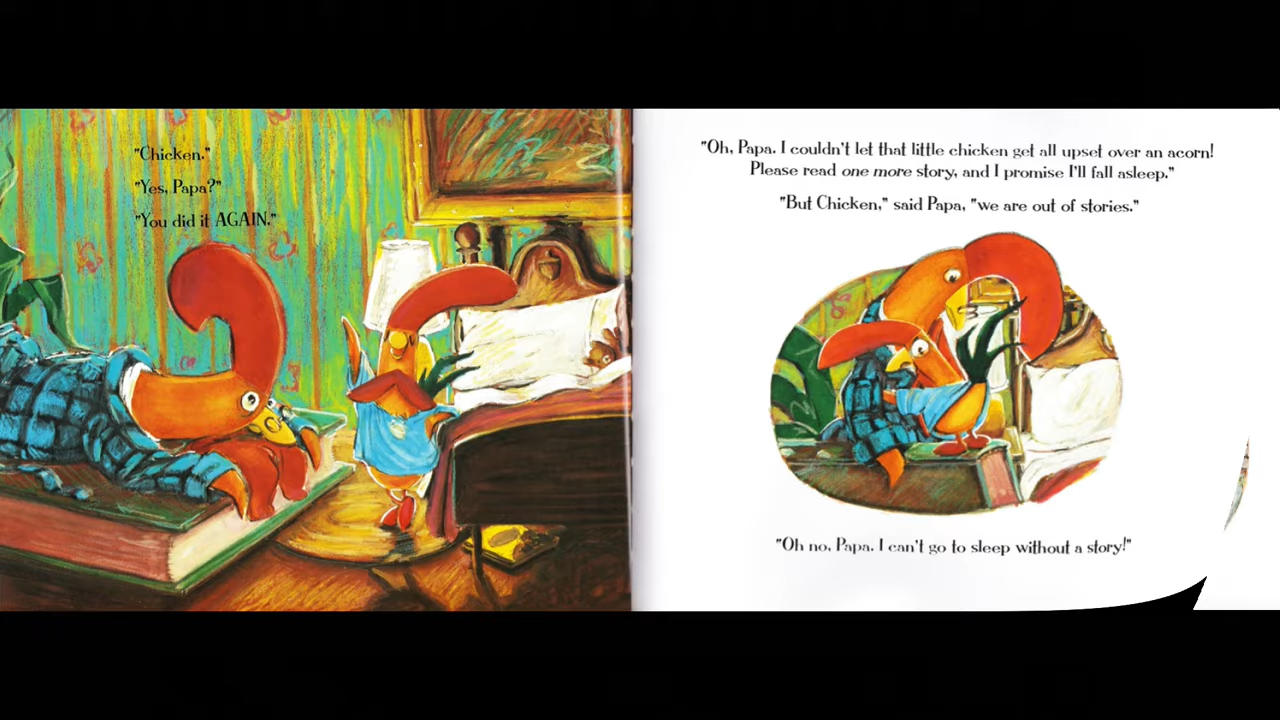 "Chicken."
"Yes, Papa?"
"You did it AGAIN."
"Oh, Papa. I couldn't let that little chicken get all upset over an acorn!
Please read one more story, and I promise I'll fall asleep."
"But Chicken," said Papa, "we are out of stories."
"Oh no, Papa. I can't go to sleep without a story!"